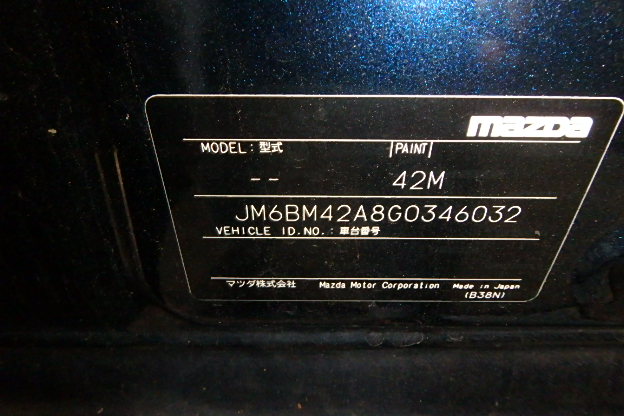 mazda
MODEL : 型式 PAINT
-- 42M
JM6BM42A8G0346032
VEHICLE ID.NO. : 車台番号
マツダ株式会社 Mazda Motor Corporation Made in Japan
(B38N)